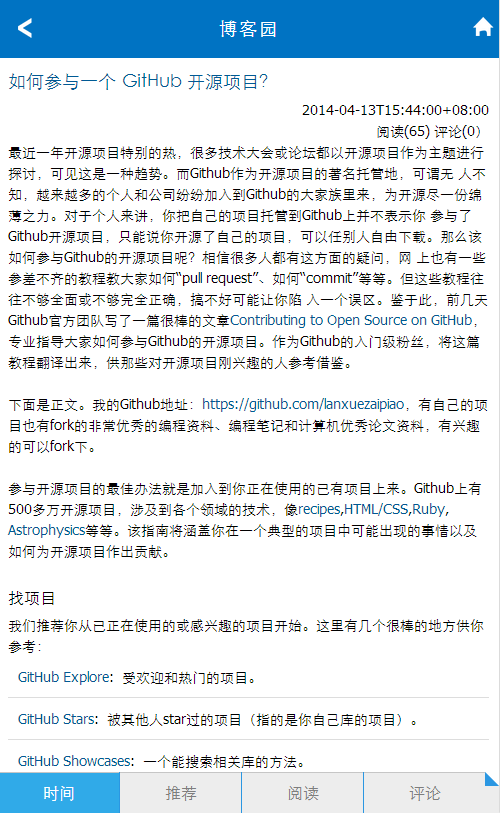 博客园
如何参与一个 GitHub 开源项目?
2014-04-13T15:44:00+08:00
阅读(65) 评论(0)
最近一年开源项目特别的热，很多技术大会或论坛都以开源项目作为主题进行
探讨，可见这是一种趋势。而Github作为开源项目的著名托营地，可谓无 人不
知，越来越多的个人和公司纷纷加入到Github的大家族里来，为开源尽一份绵
薄之力。对于个人来讲，你把自己的项目托营到Github上并不表示你 参与了
Github开源项目，只能说你开源了自己的项目，可以任别人自由下载。那么该
如何参与Github的开源项目呢？相信很多人都有这方面的疑问，网 上也有一些
参差不齐的教程教大家如何“pull request”、如何“commit”等等。但这些教程往
往不够全面或不够完全正确，搞不好可能让你陷 入一个误区。鉴于此，前几天
Github官方团队写了一篇很棒的文章Contributing to Open Source on GitHub，
专业指导大家如何参与Github的开源项目。作为Github的入门级粉丝，将这篇
教程翻译出来，供那些对开源项目刚兴趣的人参考借鉴。
下面是正文。我的Github地址：https://github.com/lanxuezaipiao，有自己的项
目也有fork的非常优秀的编程资料、编程笔记和计算机优秀论文资料，有兴趣
的可以fork下。
参与开源项目的最佳办法就是加入到你正在使用的已有项目上来。Github上有
500多万开源项目，涉及到各个领域的技术，像recipes,HTML/CSS,Ruby,
Astrophysics等等。该指南将涵盖你在一个典型的项目中可能出现的事情以及
如何为开源项目作出贡献。
找项目
我们推荐你从已正在使用的或感兴趣的项目开始。这里有几个很棒的地方供你
参考：
GitHub Explore：受欢迎和热门的项目。
GitHub Stars：被其他人star过的项目（指的是你自己库的项目）。
GitHub Showcases：一个能搜索相关库的方法。
时间 推荐 阅读 评论